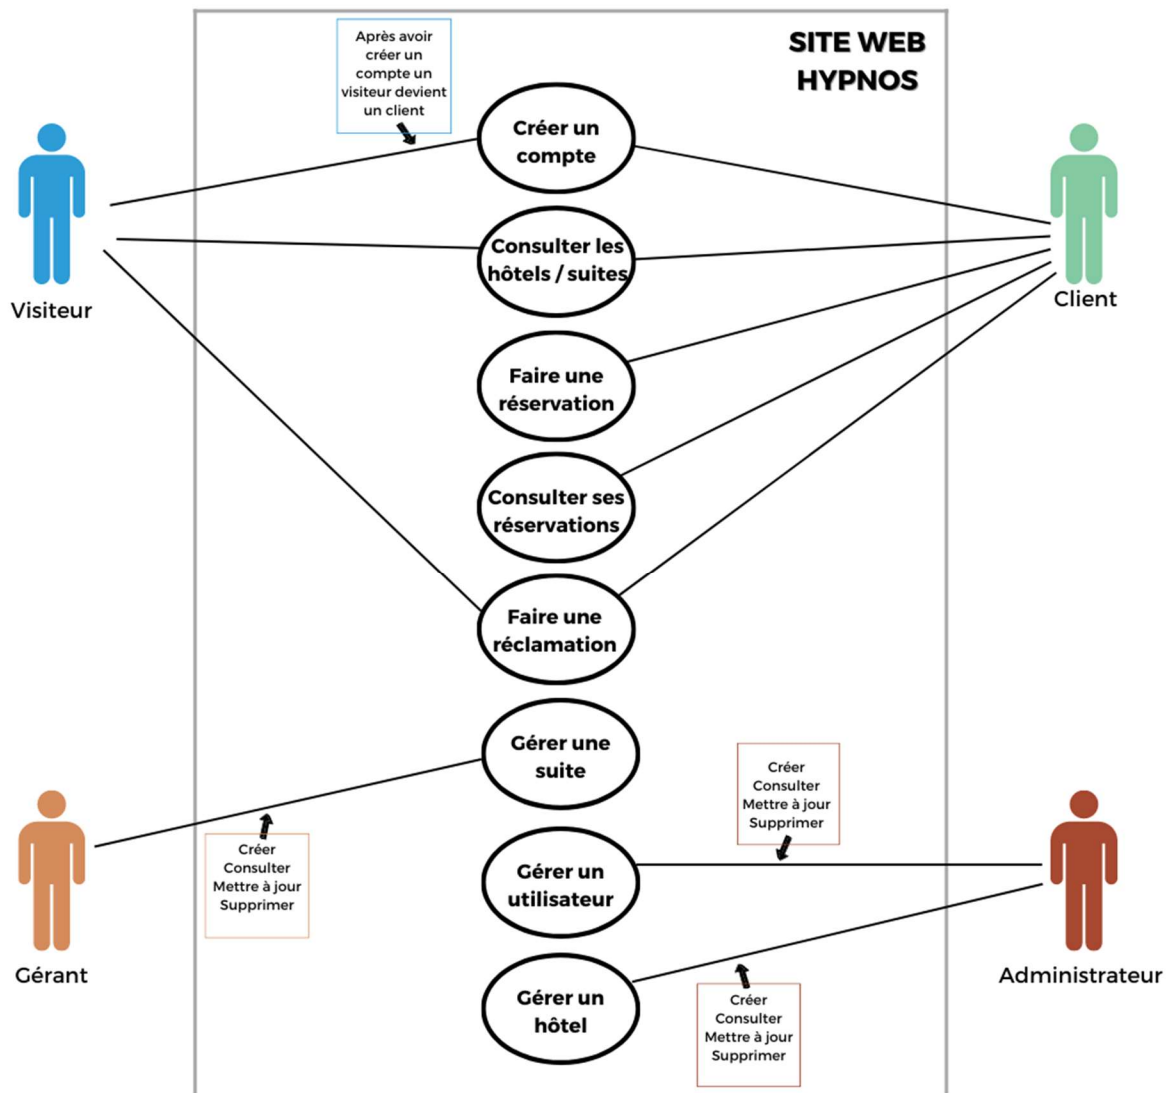 SITE WEB
HYPNOS
Après avoir
créer un
compte un
visiteur devient
un client
Créer un
compte
Visiteur
Client
Consulter les
hôtels / suites
Faire une
réservation
Consulter ses
réservations
Faire une
réclamation
Gérer une
suite
Créer
Consulter
Mettre à jour
Supprimer
Créer
Consulter
Mettre à jour
Supprimer
Gérer un
utilisateur
Gérant
Administrateur
Gérer un
hôtel
Créer
Consulter
Mettre à jour
Supprimer